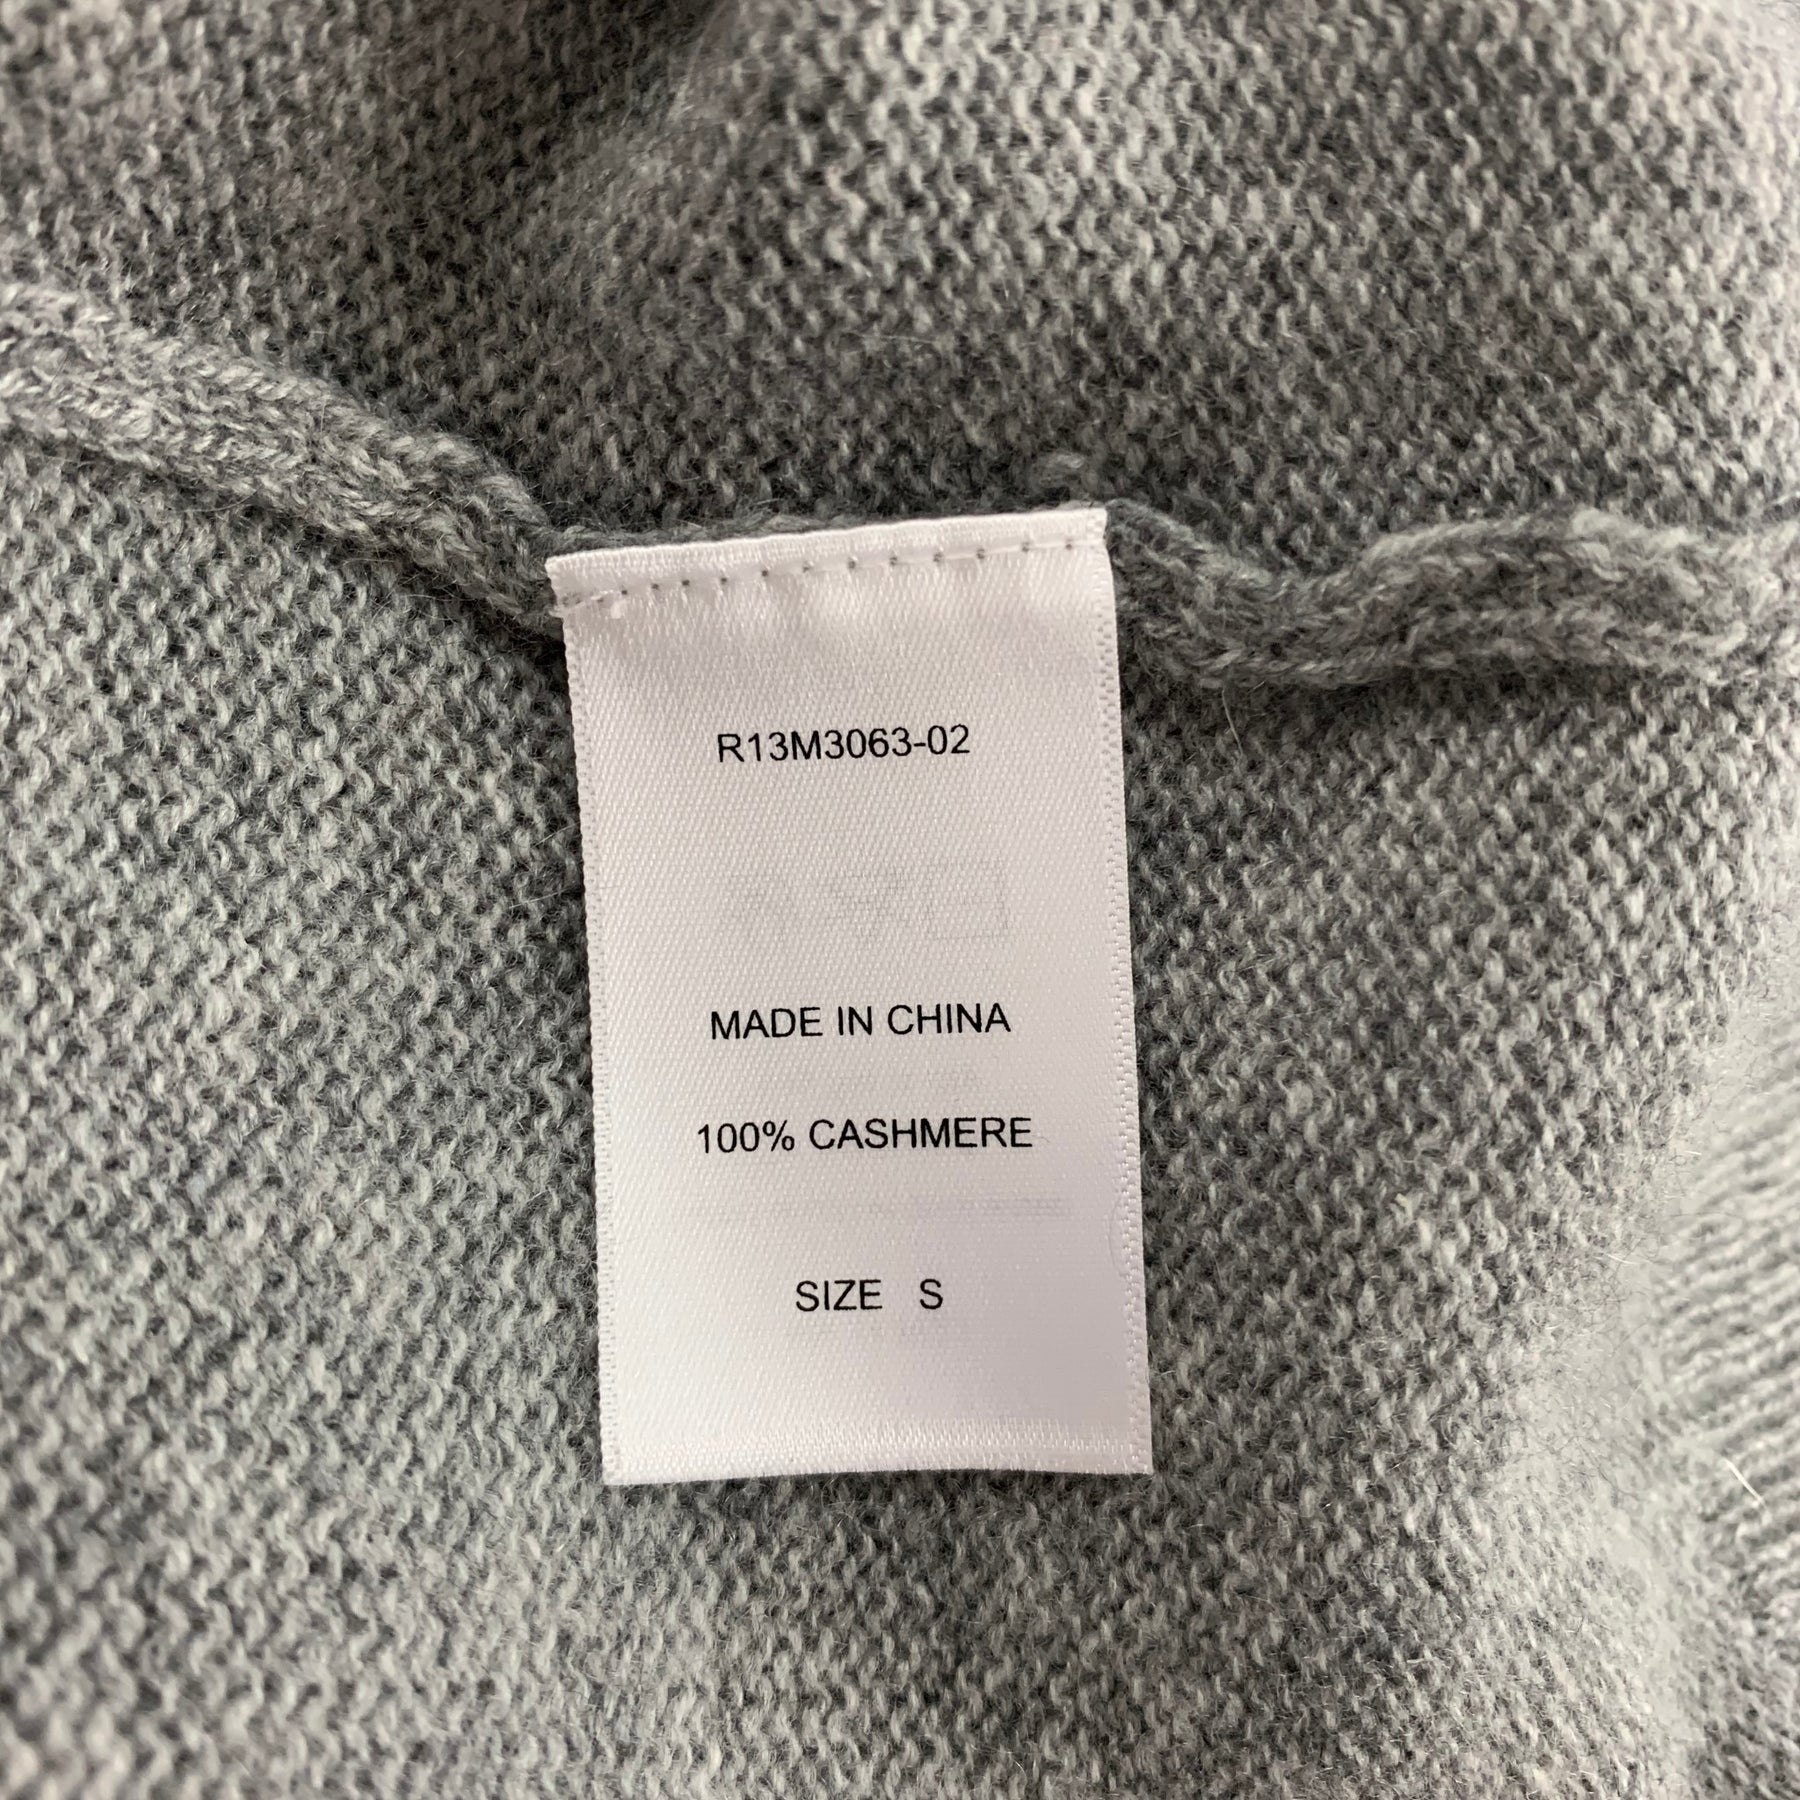 R13M3063-02
MADE IN CHINA
100% CASHMERE
SIZE S